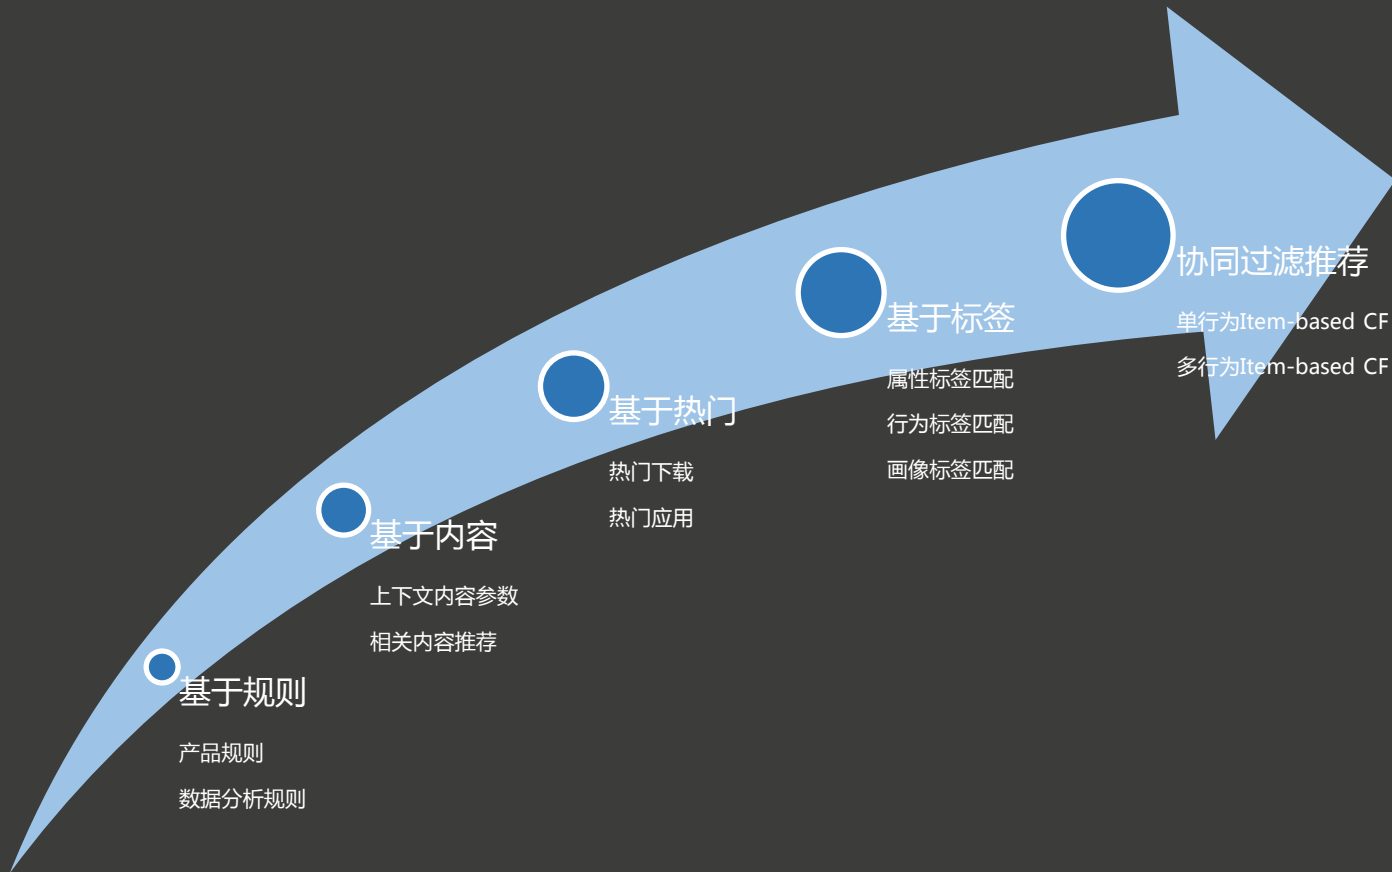 协同过滤推荐
单行为Item-based CF
多行为Item-based CF
基于标签
属性标签匹配
行为标签匹配
画像标签匹配
基于热门
热门下载
热门应用
基于内容
上下文内容参数
相关内容推荐
基于规则
产品规则
数据分析规则